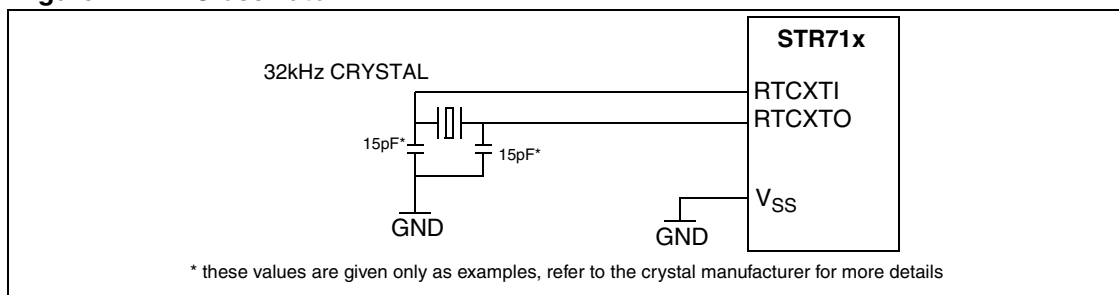 STR71x
32kHz CRYSTAL
RTCXTI
RTCXTO
15pF*
15pF*
VSS
GND
GND
* these values are given only as examples, refer to the crystal manufacturer for more details